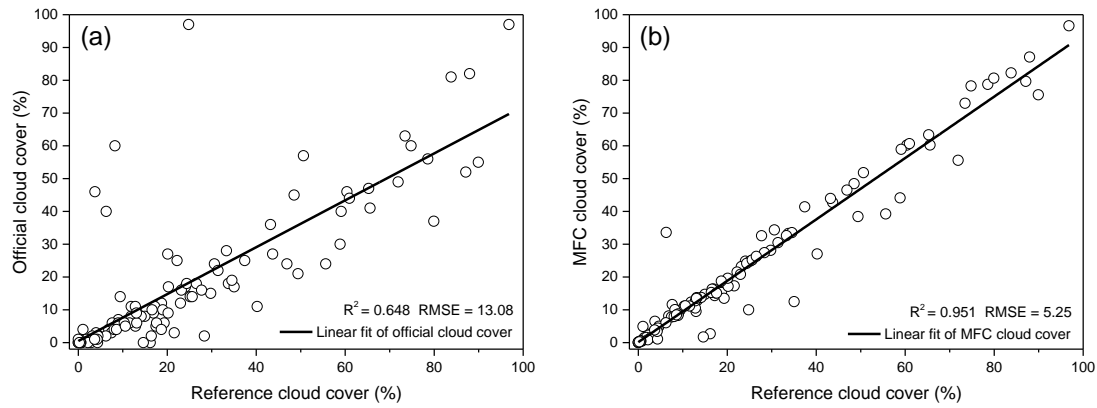 (a)
100
90
80
70
60
50
40
30
20
10
0
Official cloud cover (%)
R² = 0.648 RMSE = 13.08
Linear fit of official cloud cover
0 20 40 60 80 100
Reference cloud cover (%)
(b)
100
90
80
70
60
50
40
30
20
10
0
MFC cloud cover (%)
R² = 0.951 RMSE = 5.25
Linear fit of MFC cloud cover
0 20 40 60 80 100
Reference cloud cover (%)